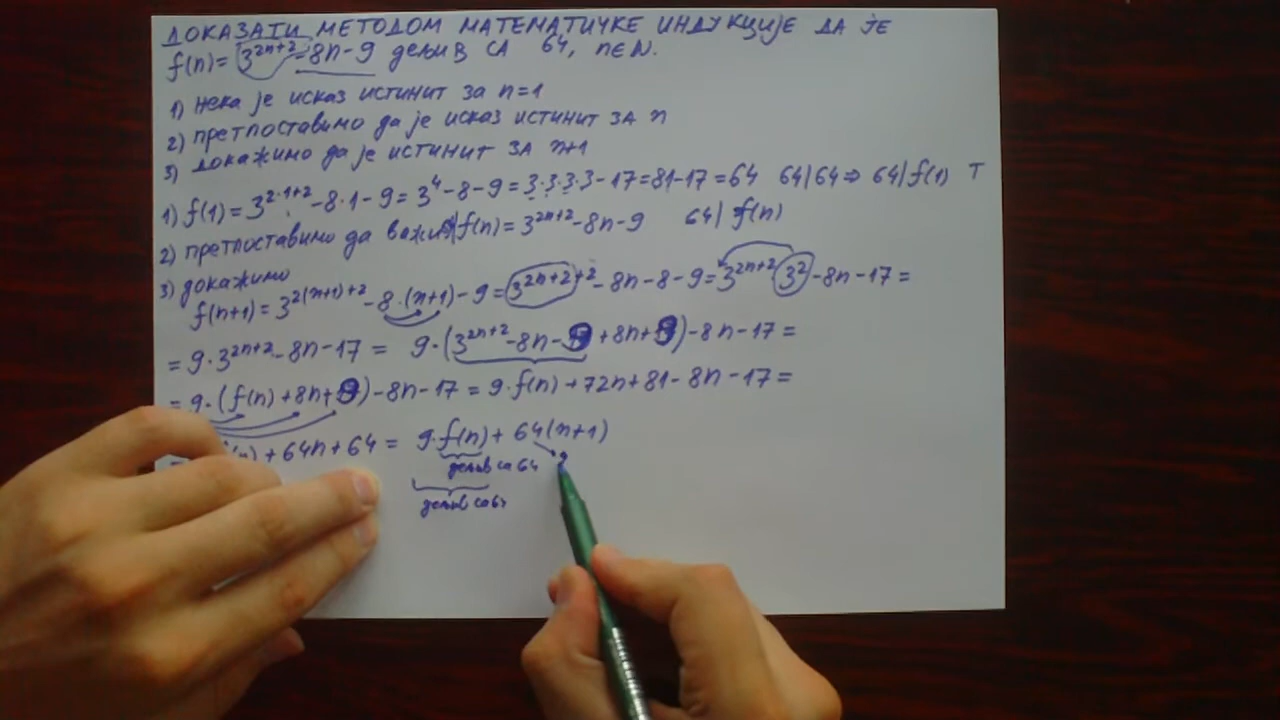 ДОКАЗАТИ МЕТОДОМ МАТЕМАТИЧКЕ ИНДУКЦИЈЕ ДА ЈЕ
f(n) = 3^{2n+2} - 8n - 9 дељив са 64, n ∈ N.
1) нека је исказ истинит за n=1
2) претпоставимо да је исказ истинит за n
3) докажимо да је истинит за n+1
1) f(1) = 3^{2·1+2} - 8·1 - 9 = 3^4 - 8 - 9 = 3·3·3·3 - 17 = 81 - 17 = 64 64|64 ⇒ 64|f(1) T
2) претпоставимо да важи f(n) = 3^{2n+2} - 8n - 9 64|f(n)
3) докажимо
f(n+1) = 3^{2(n+1)+2} - 8·(n+1) - 9 = 3^{2n+2+2} - 8n - 8 - 9 = 3^{2n+2}·3^2 - 8n - 17 =
= 9·3^{2n+2} - 8n - 17 = 9·(3^{2n+2} - 8n - 9 + 8n + 9) - 8n - 17 =
= 9·(f(n) + 8n + 9) - 8n - 17 = 9·f(n) + 72n + 81 - 8n - 17 =
+ 64n + 64 = 9·f(n) + 64(n+1)
дељив са 64
дељив са 64